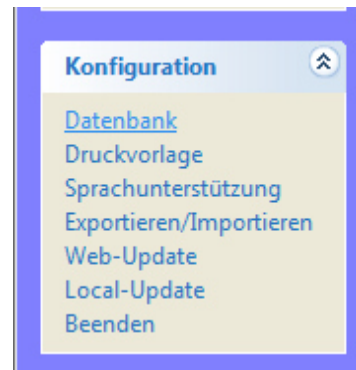 Konfiguration
Datenbank
Druckvorlage
Sprachunterstützung
Exportieren/Importieren
Web-Update
Local-Update
Beenden